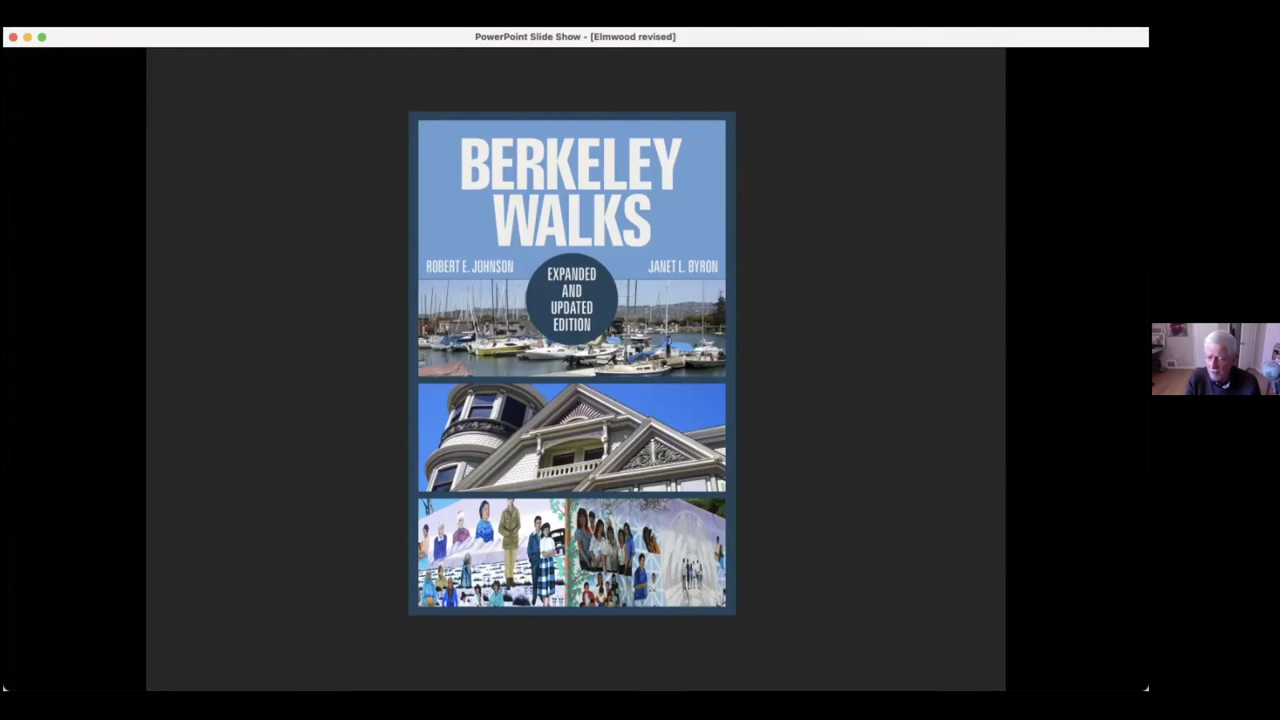 PowerPoint Slide Show - [Elmwood revised]
BERKELEY
WALKS
ROBERT E. JOHNSON
JANET L. BYRON
EXPANDED
AND
UPDATED
EDITION